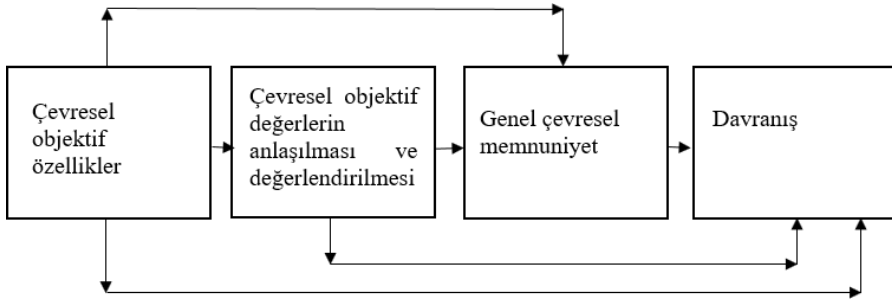 Çevresel
objektif
özellikler
Çevresel objektif
değerlerin
anlaşılması ve
değerlendirilmesi
Genel çevresel
memnuniyet
Davranış